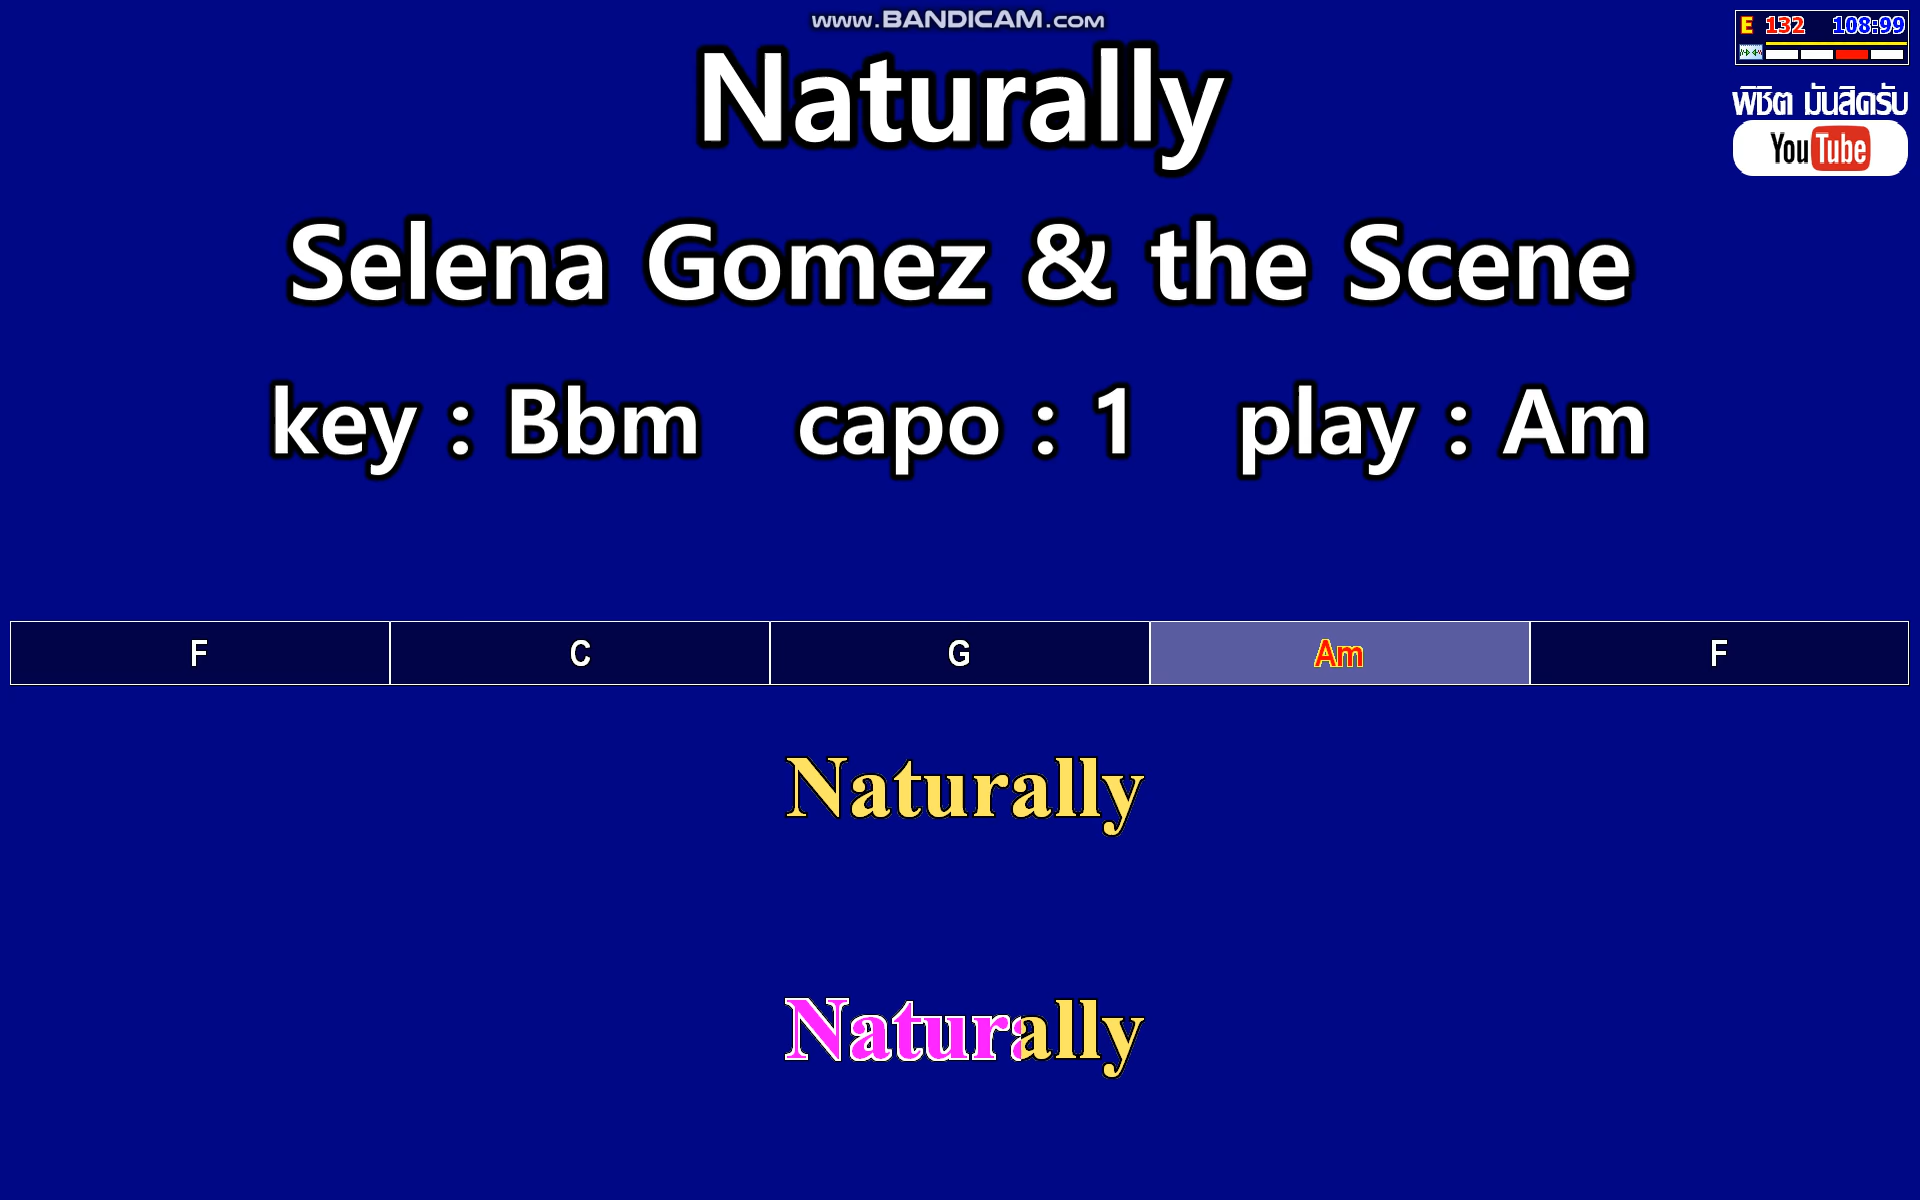 www.BANDICAM.com
E 132 108:99
Naturally
พิชิต มันสิครับ
YouTube
Selena Gomez & the Scene
key : Bbm capo : 1 play : Am
F C G Am F
Naturally
Naturally